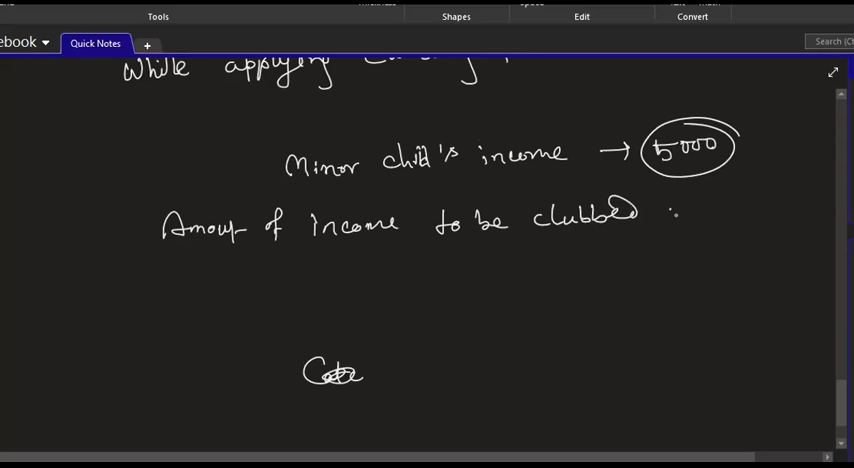 Tools Shapes Edit Convert
ebook Quick Notes + Search (C
While applying
Minor child's income → 5000
Amount of income to be clubbed :